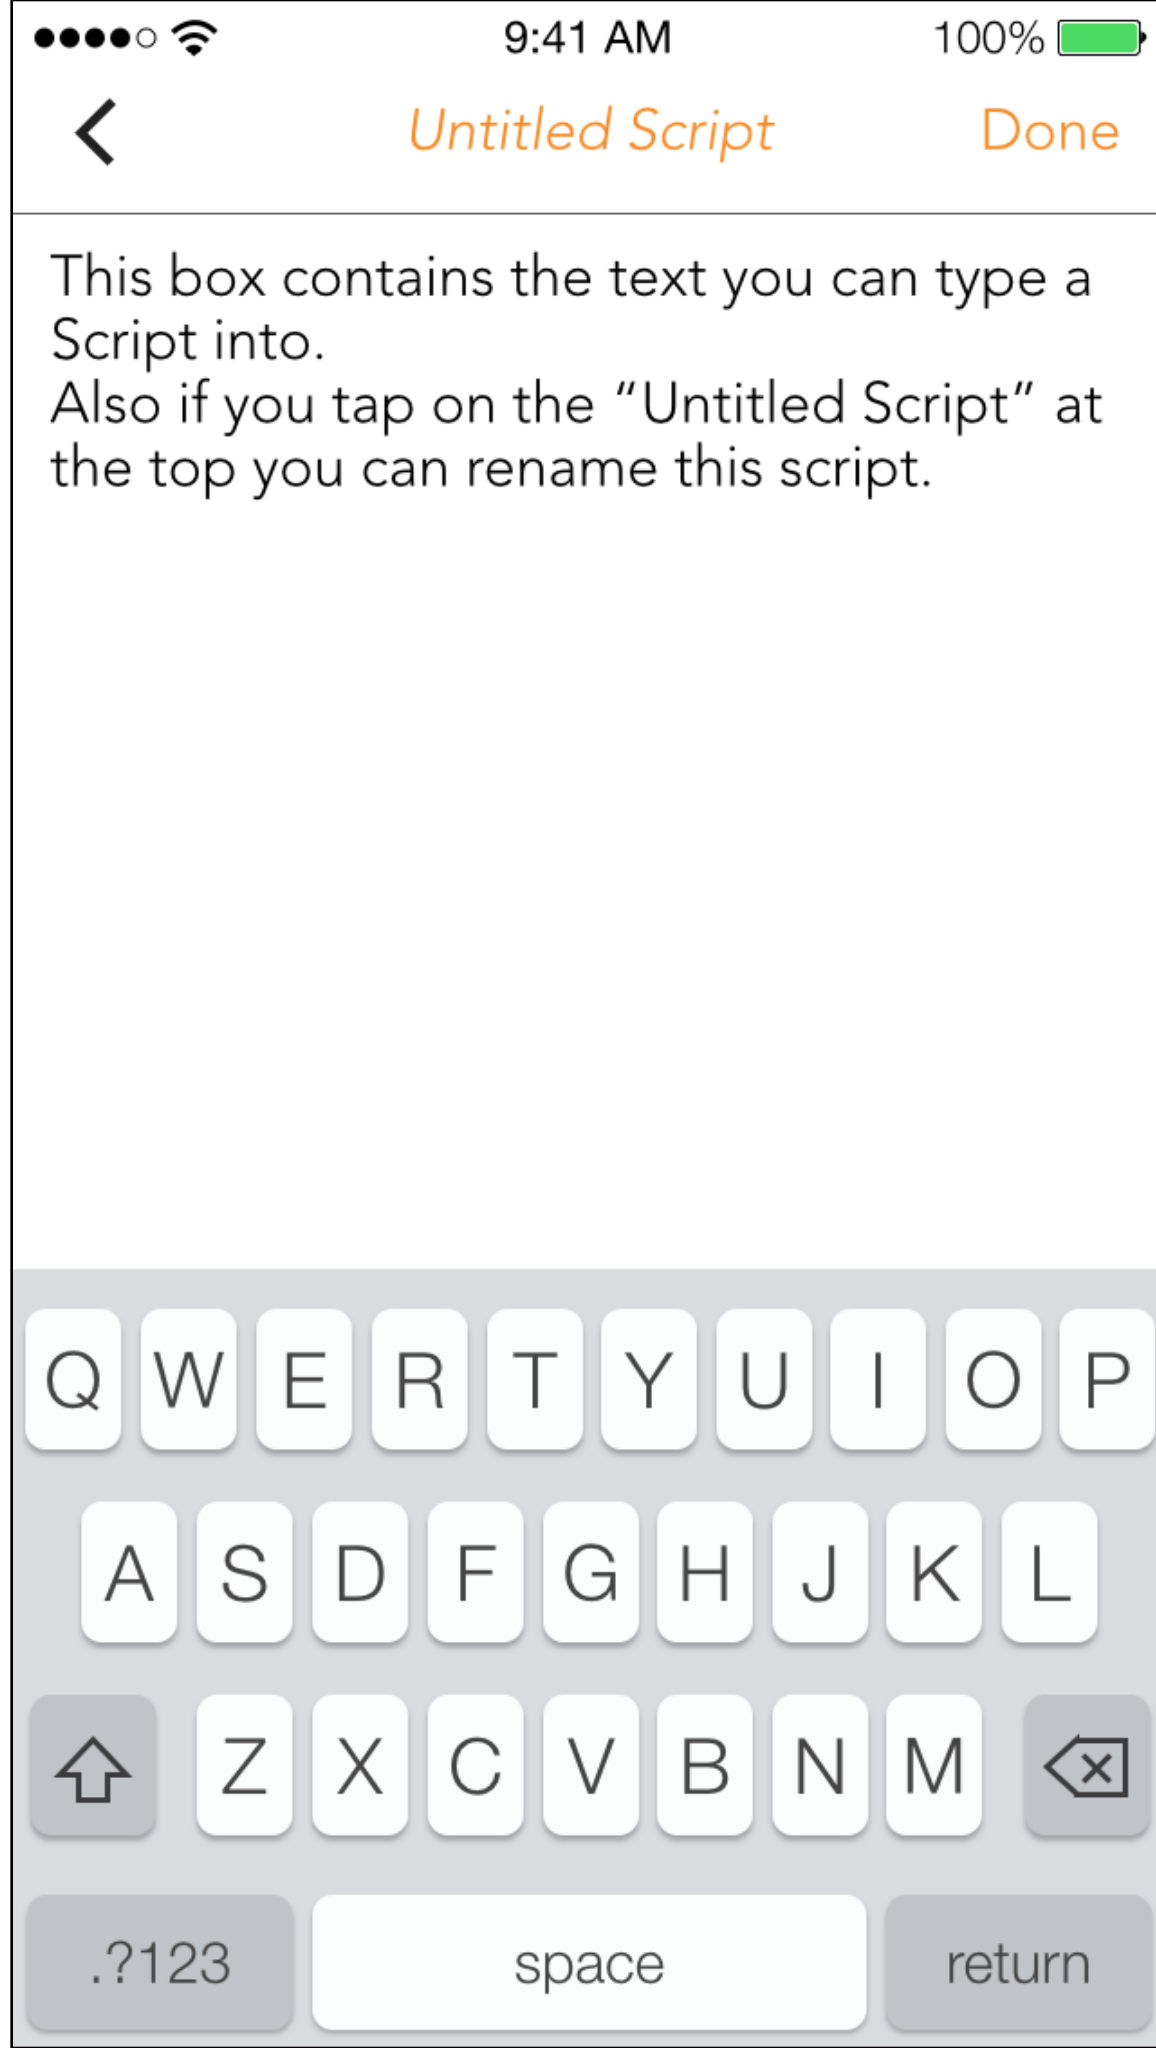 9:41 AM 100%
Untitled Script Done
This box contains the text you can type a
Script into.
Also if you tap on the “Untitled Script” at
the top you can rename this script.
Q W E R T Y U I O P
A S D F G H J K L
Z X C V B N M
.?123 space return